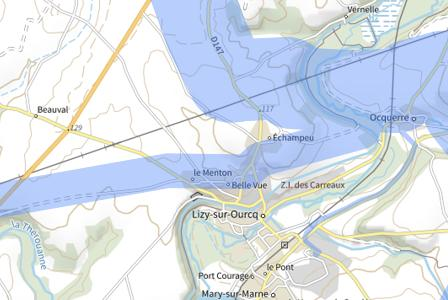 Vernelle
D147
Beauval
129
117
Ocquerre
Échampeu
le Menton
Belle Vue
Z.I. des Carreaux
Lizy-sur-Ourcq
la Thérouanne
Port Courage
le Pont
Mary-sur-Marne